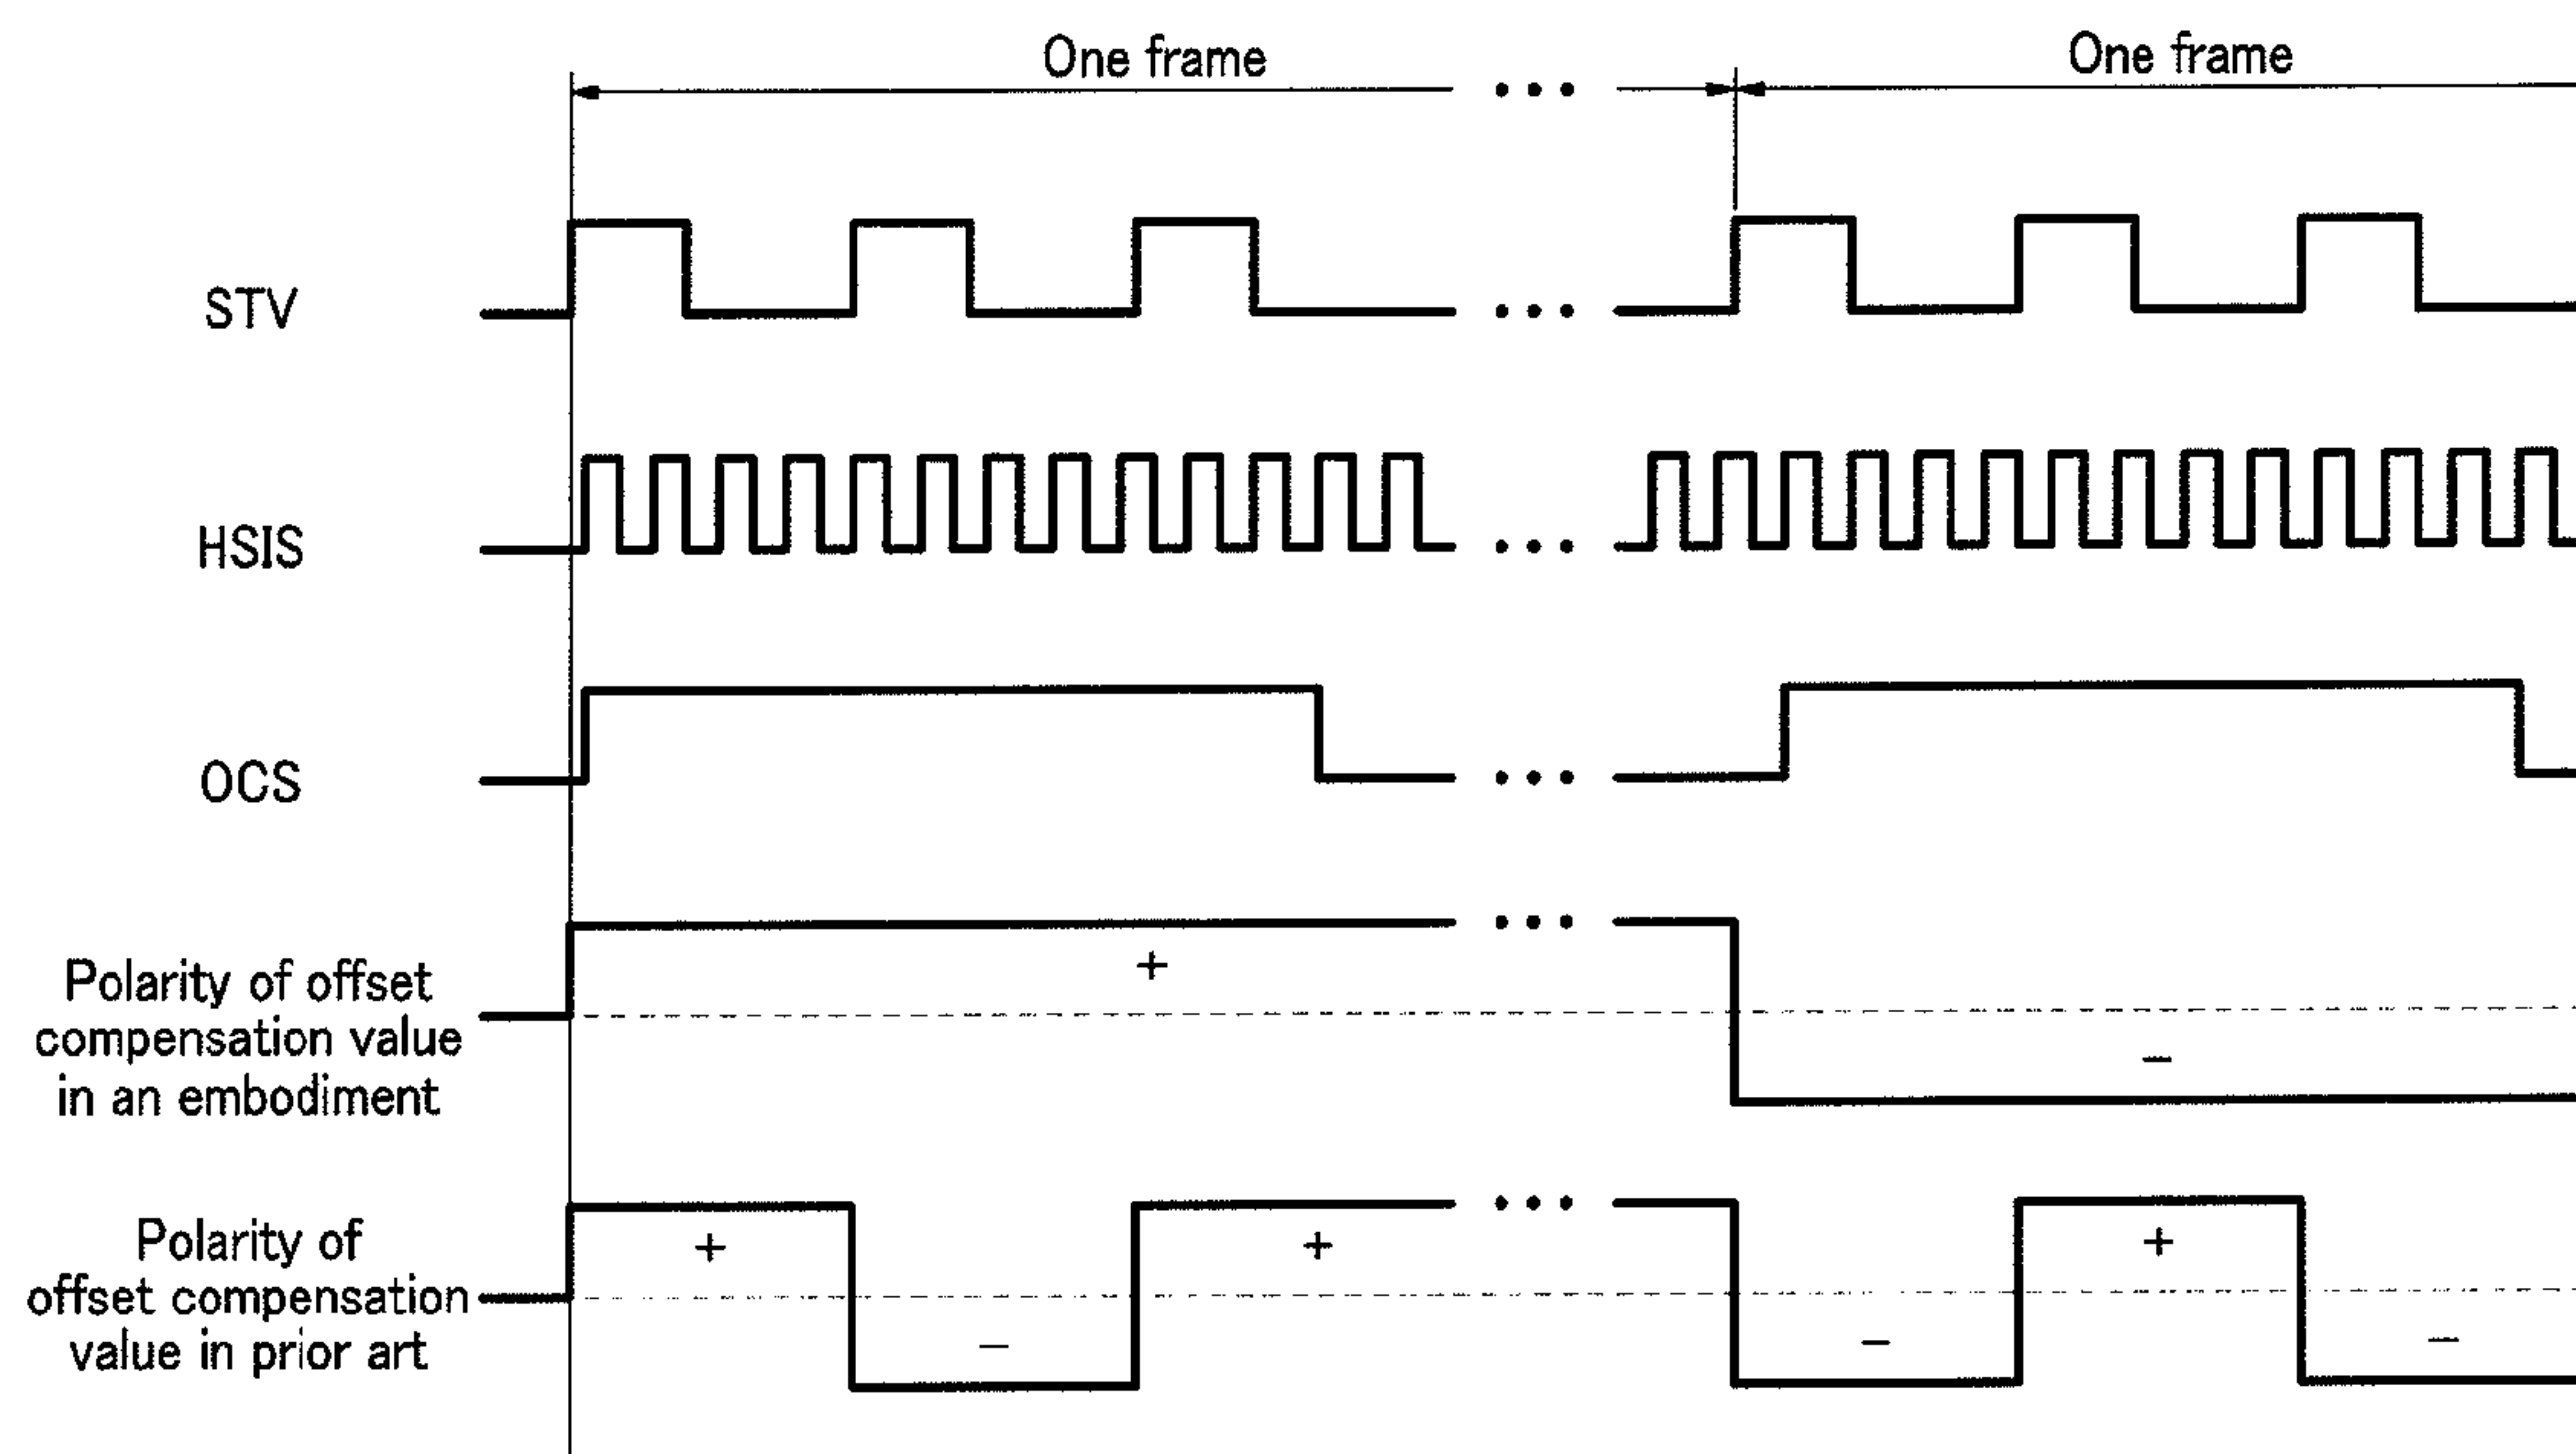 One frame
One frame
STV
HSIS
OCS
Polarity of offset
compensation value
in an embodiment
+
−
Polarity of
offset compensation
value in prior art
+
−
+
−
+
−